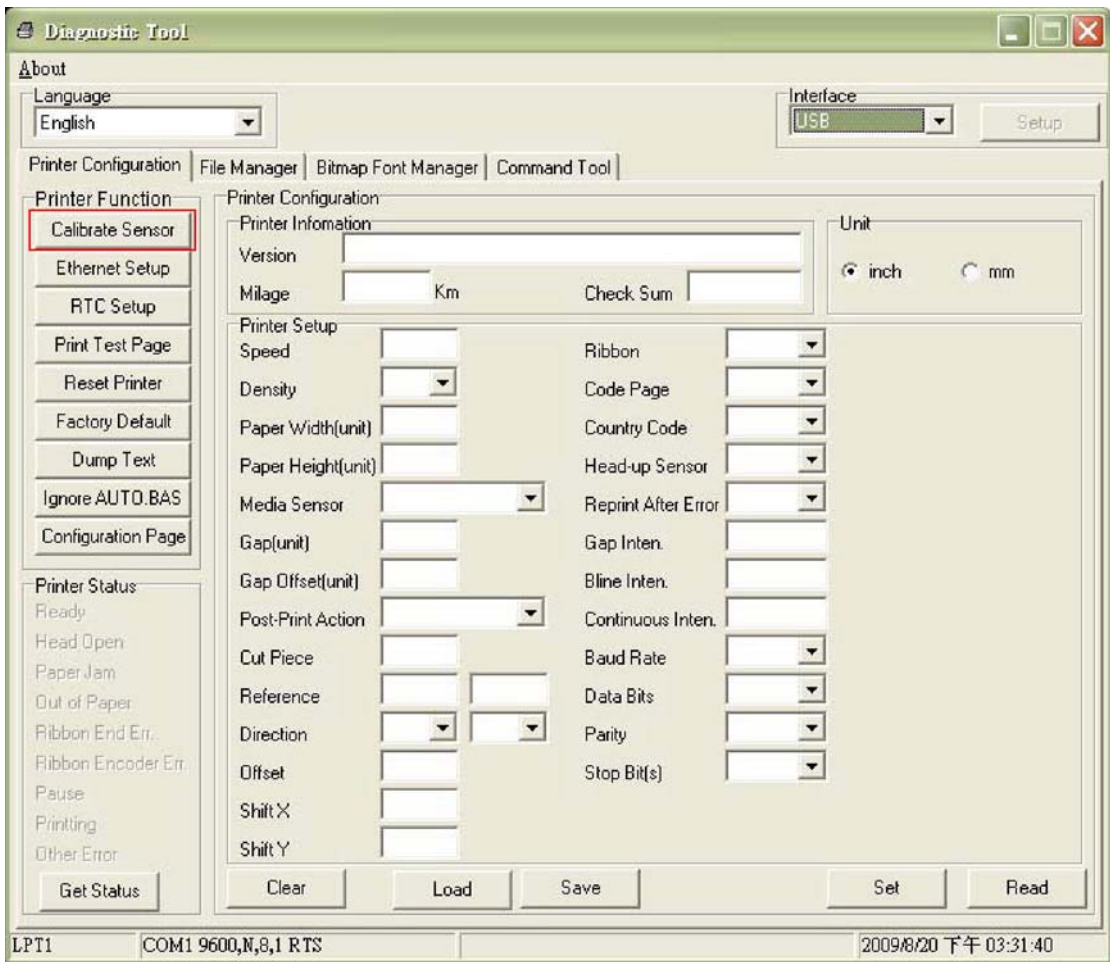 Diagnostic Tool
About
Language
English
Interface
USB
Setup
Printer Configuration File Manager Bitmap Font Manager Command Tool
Printer Function
Calibrate Sensor
Ethernet Setup
RTC Setup
Print Test Page
Reset Printer
Factory Default
Dump Text
Ignore AUTO.BAS
Configuration Page
Printer Status
Ready
Head Open
Paper Jam
Out of Paper
Ribbon End Err.
Ribbon Encoder Err.
Pause
Printting
Other Error
Get Status
Printer Configuration
Printer Infomation
Version
Milage Km Check Sum
Unit
inch mm
Printer Setup
Speed
Density
Paper Width(unit)
Paper Height(unit)
Media Sensor
Gap(unit)
Gap Offset(unit)
Post-Print Action
Cut Piece
Reference
Direction
Offset
Shift X
Shift Y
Ribbon
Code Page
Country Code
Head-up Sensor
Reprint After Error
Gap Inten.
Bline Inten.
Continuous Inten.
Baud Rate
Data Bits
Parity
Stop Bit(s)
Clear Load Save Set Read
LPT1 COM1 9600,N,8,1 RTS 2009/8/20 下午 03:31:40